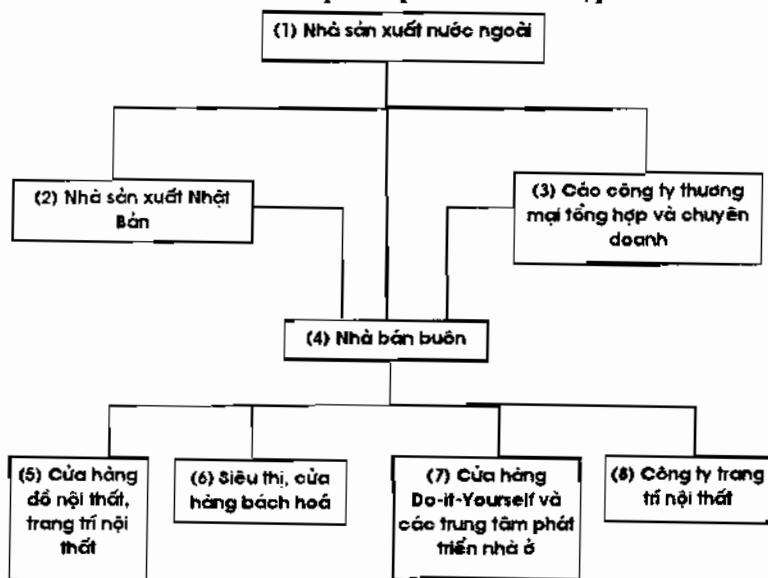 (1) Nhà sản xuất nước ngoài
(2) Nhà sản xuất Nhật
Bản
(3) Các công ty thương
mại tổng hợp và chuyên
doanh
(4) Nhà bán buôn
(5) Cửa hàng
đồ nội thất,
trang trí nội
thất
(6) Siêu thị, cửa
hàng bách hoá
(7) Cửa hàng
Do-it-Yourself và
các trung tâm phát
triển nhà ở
(8) Công ty trang
trí nội thất